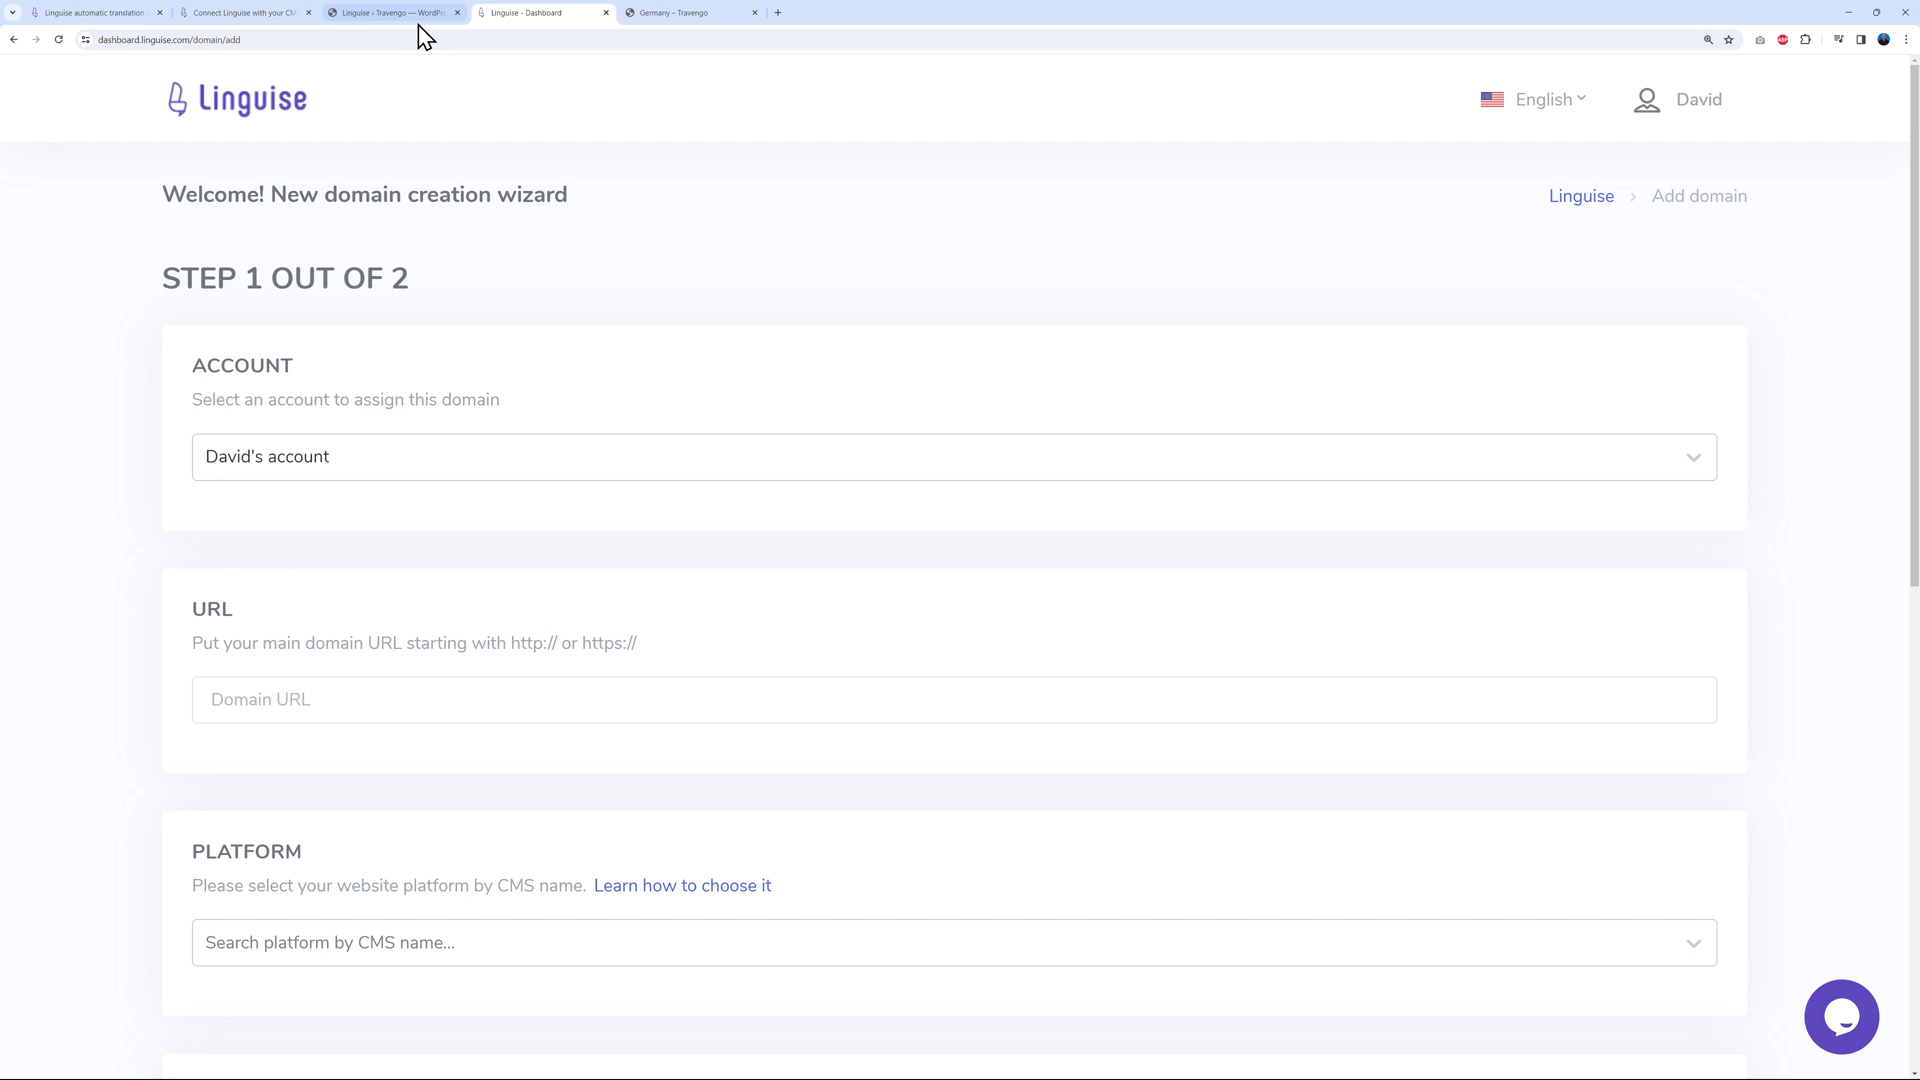 Linguise automatic translation
Connect Linguise with your CM
Linguise ‹ Travengo — WordPre
Linguise - Dashboard
Germany – Travengo
dashboard.linguise.com/domain/add
ABP
Linguise
English
David
Welcome! New domain creation wizard
Linguise > Add domain
STEP 1 OUT OF 2
ACCOUNT
Select an account to assign this domain
David's account
URL
Put your main domain URL starting with http:// or https://
Domain URL
PLATFORM
Please select your website platform by CMS name. Learn how to choose it
Search platform by CMS name...